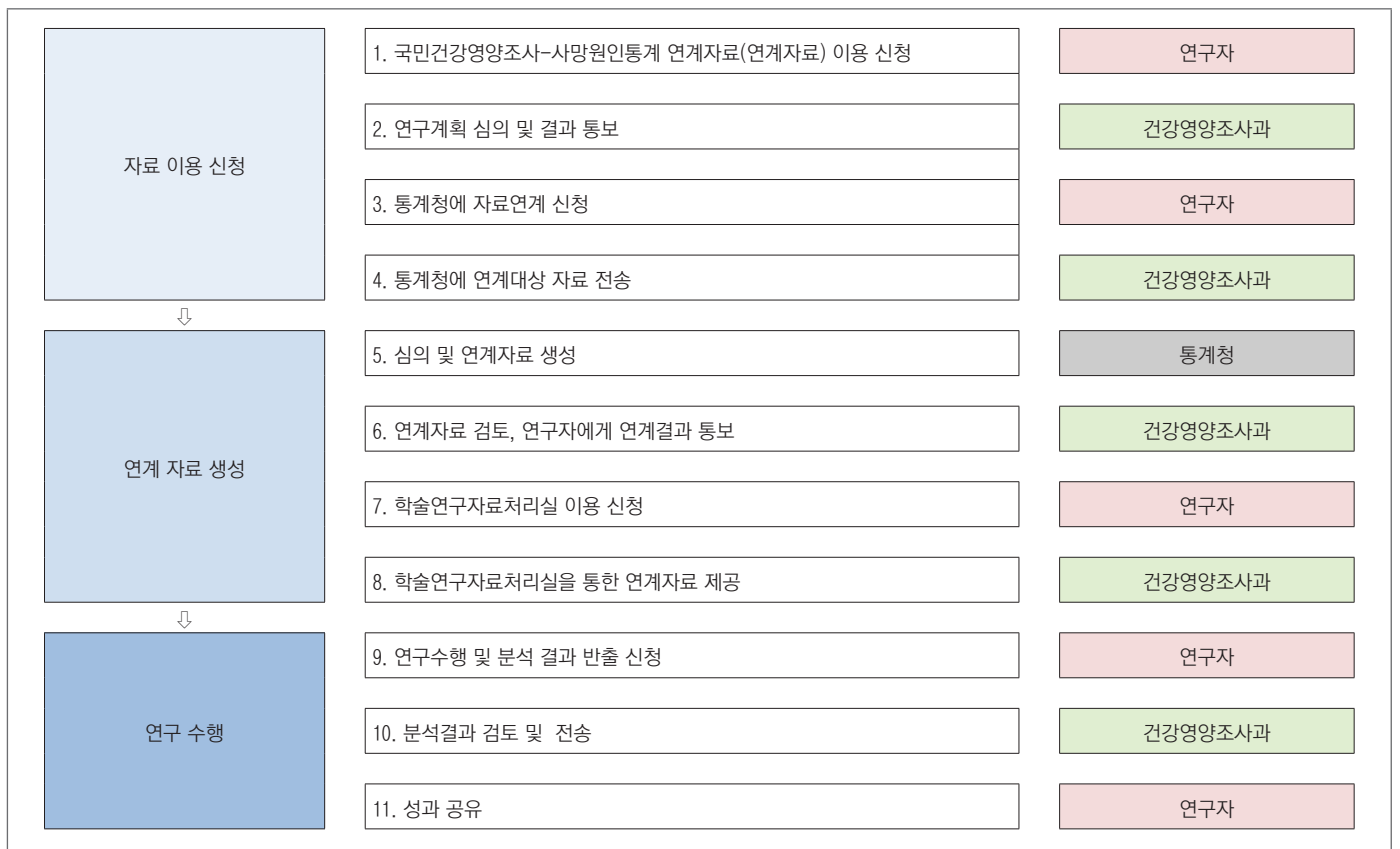 자료 이용 신청
1. 국민건강영양조사-사망원인통계 연계자료(연계자료) 이용 신청
연구자
2. 연구계획 심의 및 결과 통보
건강영양조사과
3. 통계청에 자료연계 신청
연구자
4. 통계청에 연계대상 자료 전송
건강영양조사과
⇩
연계 자료 생성
5. 심의 및 연계자료 생성
통계청
6. 연계자료 검토, 연구자에게 연계결과 통보
건강영양조사과
7. 학술연구자료처리실 이용 신청
연구자
8. 학술연구자료처리실을 통한 연계자료 제공
건강영양조사과
⇩
연구 수행
9. 연구수행 및 분석 결과 반출 신청
연구자
10. 분석결과 검토 및  전송
건강영양조사과
11. 성과 공유
연구자